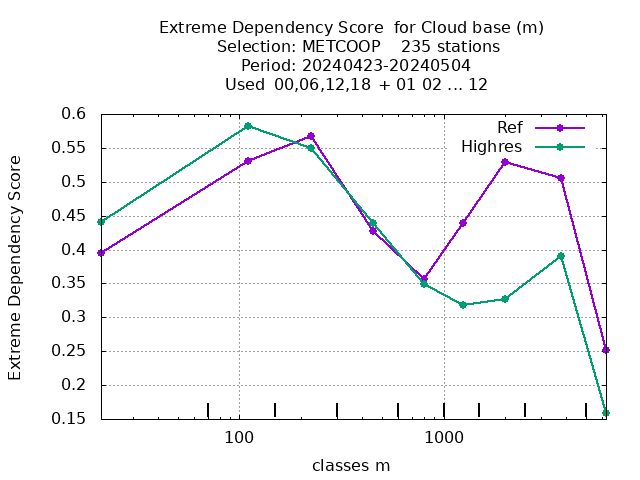 Extreme Dependency Score  for Cloud base (m)
Selection: METCOOP    235 stations
Period: 20240423-20240504
Used  00,06,12,18 + 01 02 ... 12
Ref
Highres
Extreme Dependency Score
0.6
0.55
0.5
0.45
0.4
0.35
0.3
0.25
0.2
0.15
100
1000
classes m